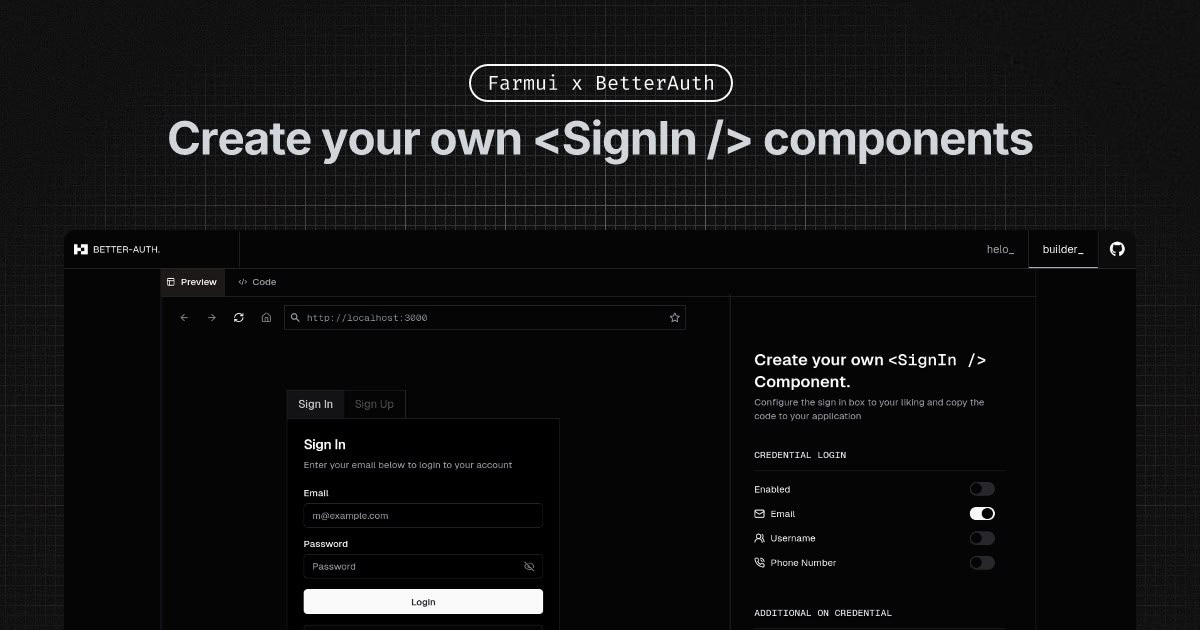 Farmui x BetterAuth
Create your own <SignIn /> components
BETTER-AUTH.
helo_
builder_
Preview
Code
http://localhost:3000
Sign In
Sign Up
Sign In
Enter your email below to login to your account
Email
m@example.com
Password
Password
Login
Create your own <SignIn />
Component.
Configure the sign in box to your liking and copy the
code to your application
CREDENTIAL LOGIN
Enabled
Email
Username
Phone Number
ADDITIONAL ON CREDENTIAL